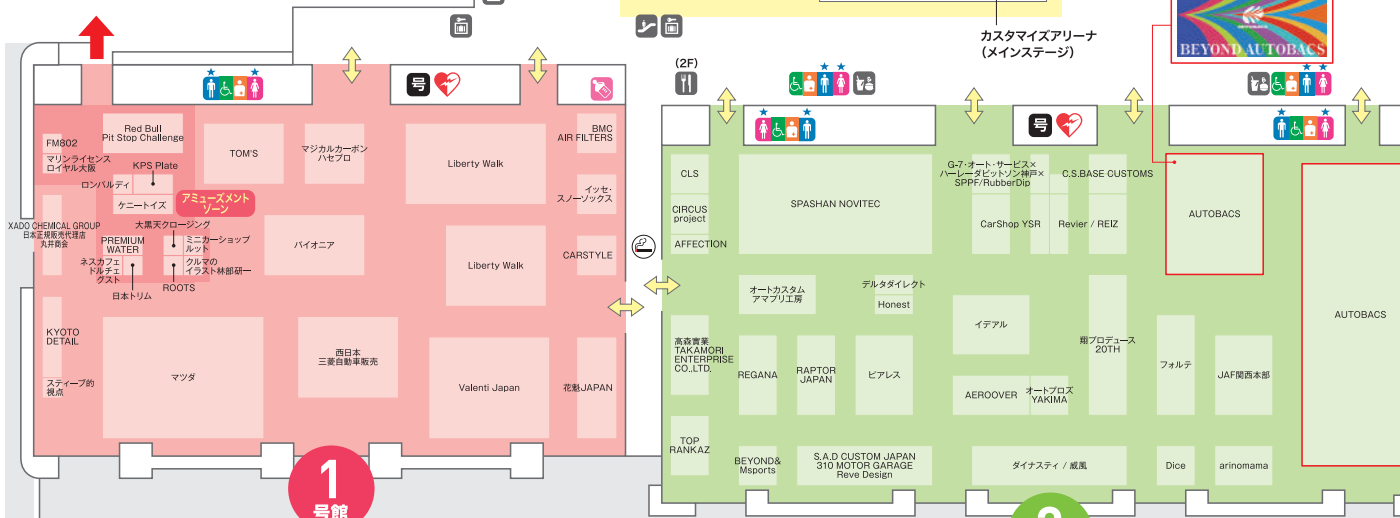 カスタマイズアリーナ
(メインステージ)
BEYOND AUTOBACS
(2F)
号
号
FM802
マリンライセンス
ロイヤル大阪
Red Bull
Pit Stop Challenge
KPS Plate
ロンバルディ
ケニートイズ
アミューズメント
ゾーン
TOM'S
マジカルカーボン
ハセプロ
Liberty Walk
BMC
AIR FILTERS
イッセ・
スノーソックス
XADO CHEMICAL GROUP
日本正規販売代理店
丸井商会
大黒天クロージング
PREMIUM
WATER
ミニカーショップ
ルット
ネスカフェ
ドルチェ
グスト
クルマの
イラスト林部研一
日本トリム
ROOTS
パイオニア
Liberty Walk
CARSTYLE
KYOTO
DETAIL
スティーブ的
視点
マツダ
西日本
三菱自動車販売
Valenti Japan
花魁JAPAN
1
号館
CLS
CIRCUS
project
AFFECTION
SPASHAN NOVITEC
G-7・オート・サービス×
ハーレーダビットソン神戸×
SPPF/RubberDip
C.S.BASE CUSTOMS
CarShop YSR
Revier / REIZ
AUTOBACS
オートカスタム
アマプリ工房
デルタダイレクト
Honest
イデアル
翔プロデュース
20TH
AUTOBACS
高森實業
TAKAMORI
ENTERPRISE
CO.,LTD.
REGANA
RAPTOR
JAPAN
ピアレス
AEROOVER
オートプロズ
YAKIMA
フォルテ
JAF関西本部
TOP
RANKAZ
BEYOND&
Msports
S.A.D CUSTOM JAPAN
310 MOTOR GARAGE
Reve Design
ダイナスティ / 威風
Dice
arinomama